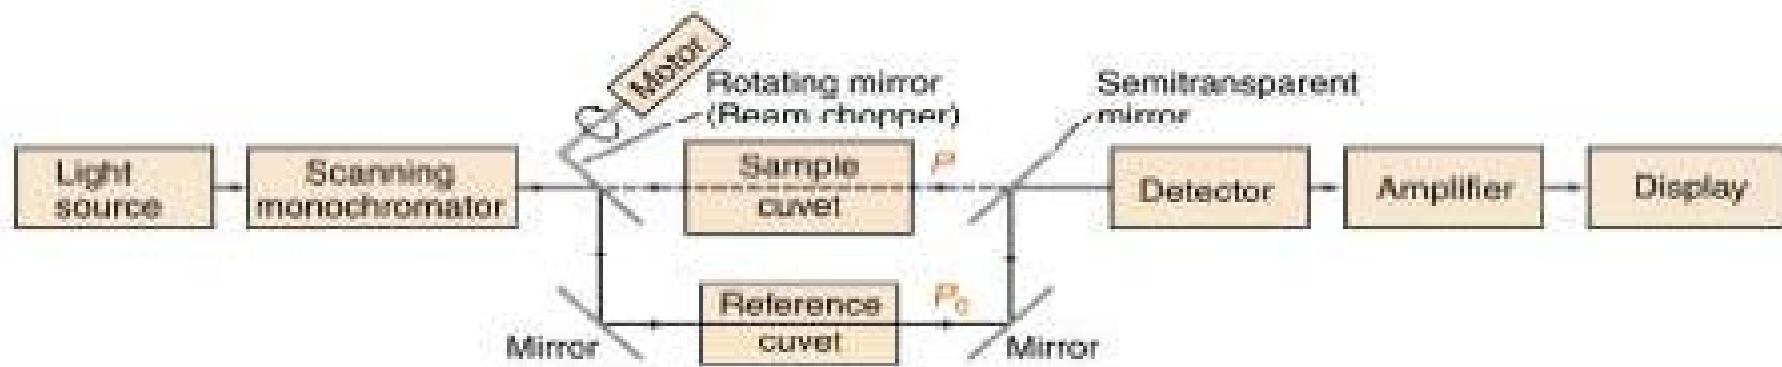 Motor
Rotating mirror
(Beam chopper)
Semitransparent
mirror
Light
source
Scanning
monochromator
Sample
cuvet
P
Detector
Amplifier
Display
Mirror
Reference
cuvet
P₀
Mirror